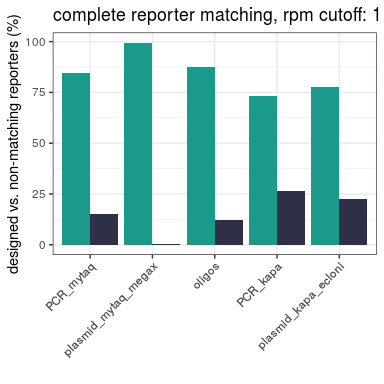 complete reporter matching, rpm cutoff: 1
designed vs. non-matching reporters (%)
100
75
50
25
0
PCR_mytaq
plasmid_mytaq_megax
oligos
PCR_kapa
plasmid_kapa_ecloni